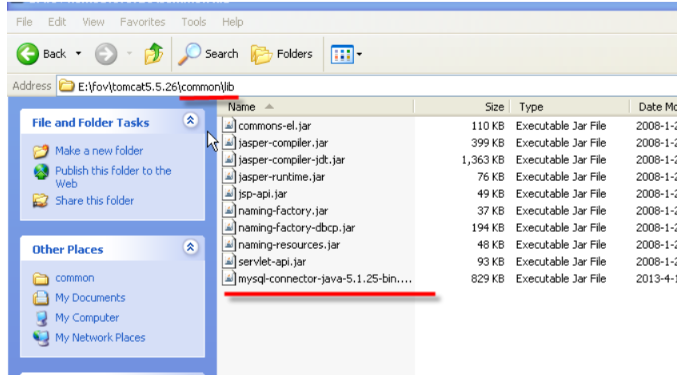 File Edit View Favorites Tools Help
Back Search Folders
Address E:\fov\tomcat5.5.26\common\lib
Name Size Type Date Mo
File and Folder Tasks
Make a new folder
Publish this folder to the
Web
Share this folder
Other Places
common
My Documents
My Computer
My Network Places
commons-el.jar 110 KB Executable Jar File 2008-1-2
jasper-compiler.jar 399 KB Executable Jar File 2008-1-2
jasper-compiler-jdt.jar 1,363 KB Executable Jar File 2008-1-2
jasper-runtime.jar 76 KB Executable Jar File 2008-1-2
jsp-api.jar 49 KB Executable Jar File 2008-1-2
naming-factory.jar 37 KB Executable Jar File 2008-1-2
naming-factory-dbcp.jar 194 KB Executable Jar File 2008-1-2
naming-resources.jar 48 KB Executable Jar File 2008-1-2
servlet-api.jar 93 KB Executable Jar File 2008-1-2
mysql-connector-java-5.1.25-bin.... 829 KB Executable Jar File 2013-4-1